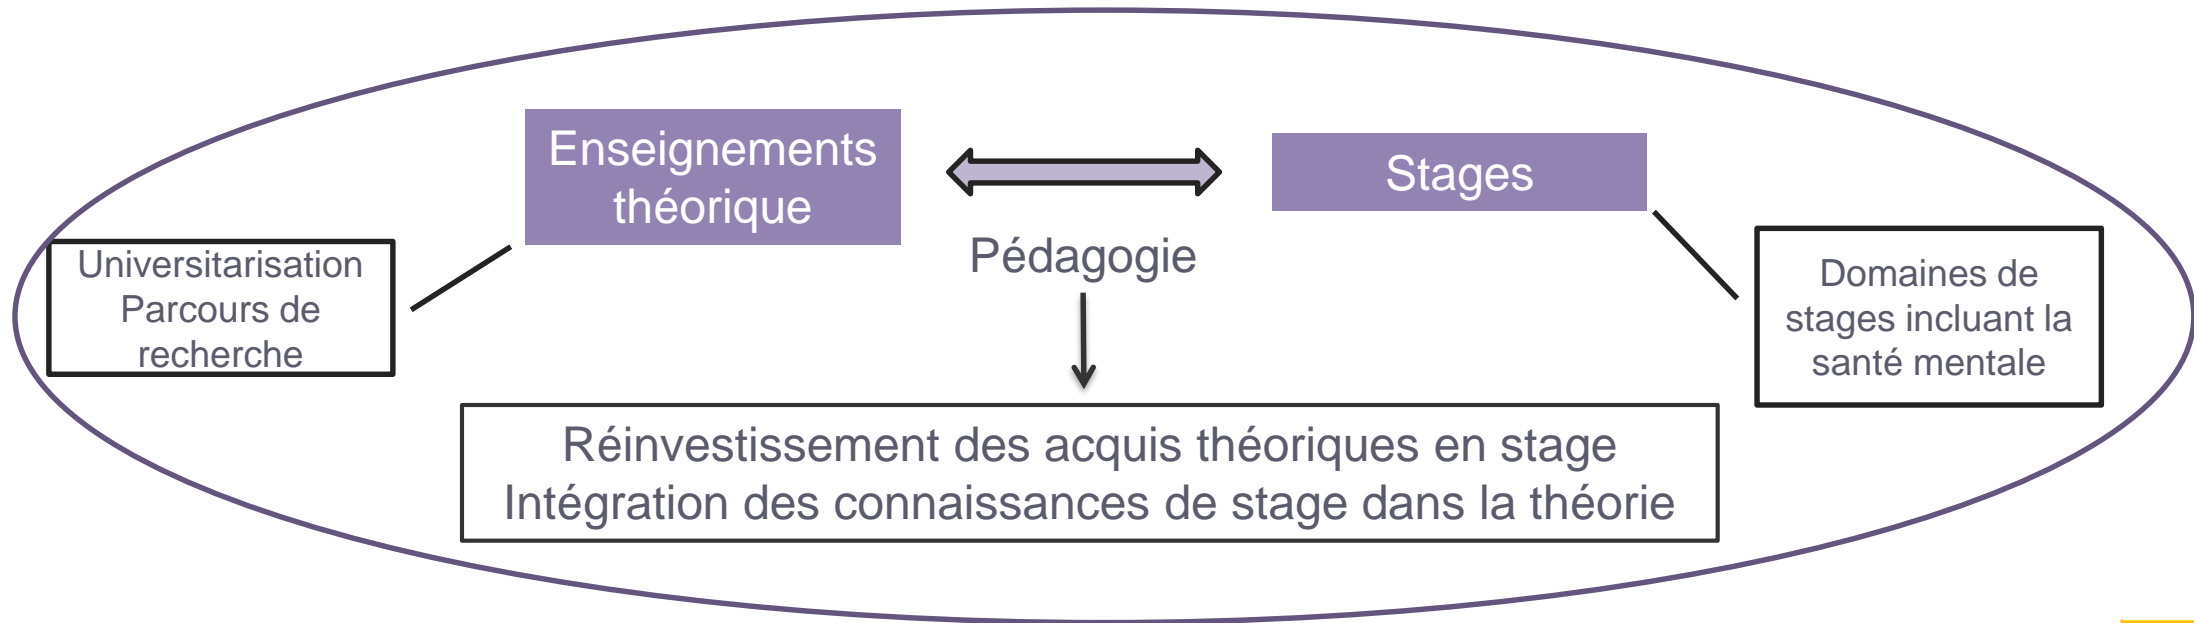 Enseignements
théorique
Stages
Pédagogie
Universitarisation
Parcours de
recherche
Domaines de
stages incluant la
santé mentale
Réinvestissement des acquis théoriques en stage
Intégration des connaissances de stage dans la théorie